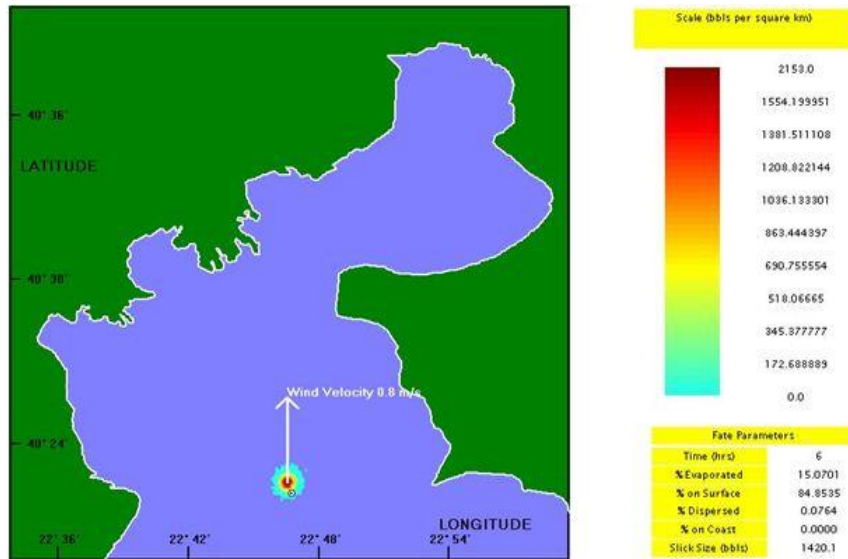 40° 36'
LATITUDE
40° 30'
Wind Velocity 0.8 m/s
40° 24'
LONGITUDE
22° 36'
22° 42'
22° 48'
22° 54'
Scale (bbls per square km)
2153.0
1554.199951
1381.511108
1208.822144
1036.133301
863.444397
690.755554
518.06665
345.377777
172.688889
0.0
Fate Parameters
Time (hrs) 6
% Evaporated 15.0701
% on Surface 84.8535
% Dispersed 0.0764
% on Coast 0.0000
Slick Size (bbls) 1420.1